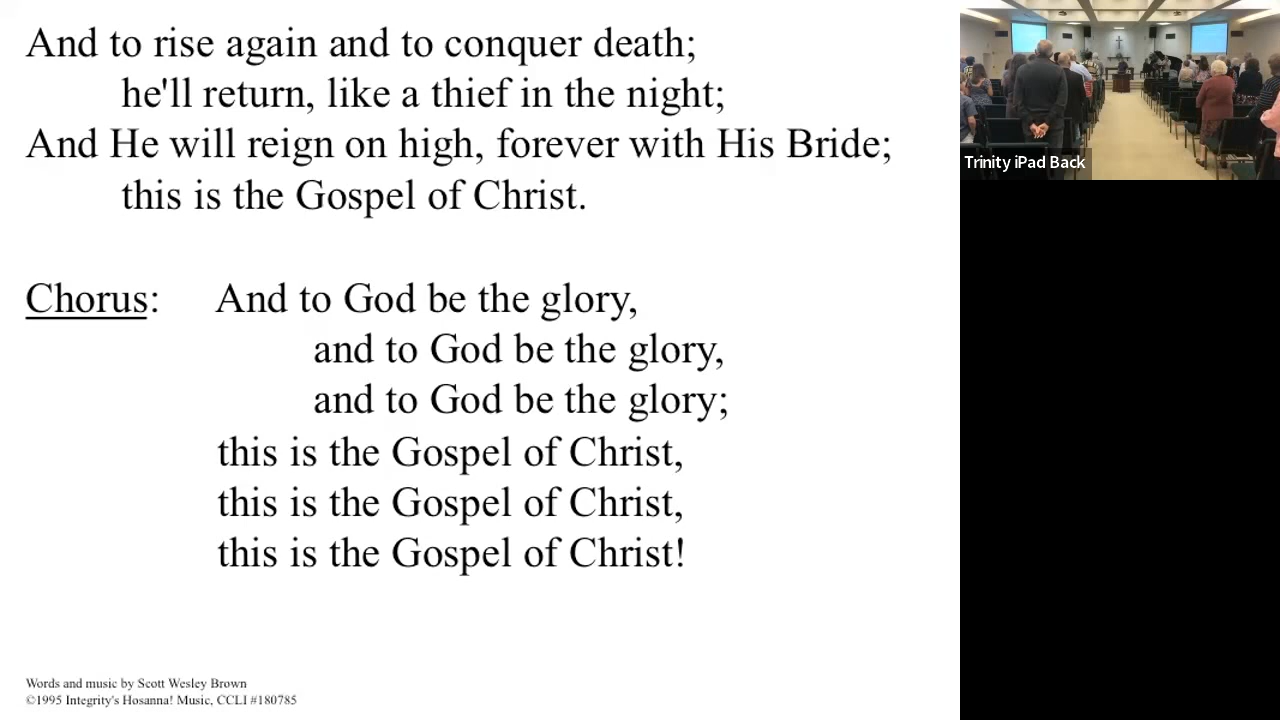 And to rise again and to conquer death;
he'll return, like a thief in the night;
And He will reign on high, forever with His Bride;
this is the Gospel of Christ.
Chorus: And to God be the glory,
and to God be the glory,
and to God be the glory;
this is the Gospel of Christ,
this is the Gospel of Christ,
this is the Gospel of Christ!
Words and music by Scott Wesley Brown
©1995 Integrity's Hosanna! Music, CCLI #180785
Trinity iPad Back